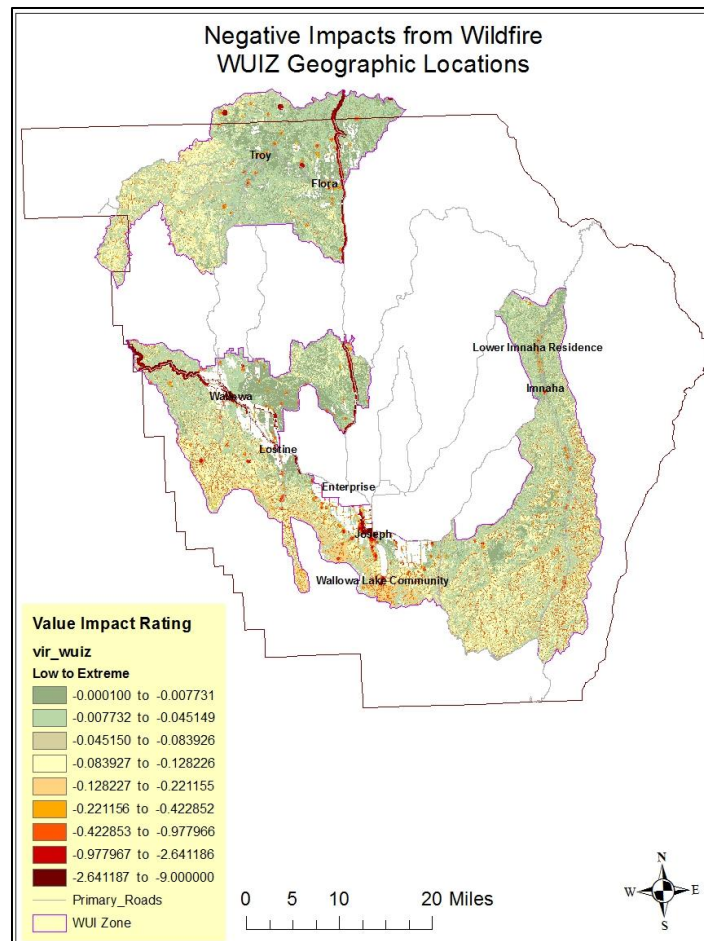 Negative Impacts from Wildfire
WUIZ Geographic Locations
Troy
Flora
Lower Imnaha Residence
Imnaha
Wallowa
Lostine
Enterprise
Joseph
Wallowa Lake Community
Value Impact Rating
vir_wuiz
Low to Extreme
-0.000100 to -0.007731
-0.007732 to -0.045149
-0.045150 to -0.083926
-0.083927 to -0.128226
-0.128227 to -0.221155
-0.221156 to -0.422852
-0.422853 to -0.977966
-0.977967 to -2.641186
-2.641187 to -9.000000
Primary_Roads
WUI Zone
0 5 10 20 Miles
N
W E
S